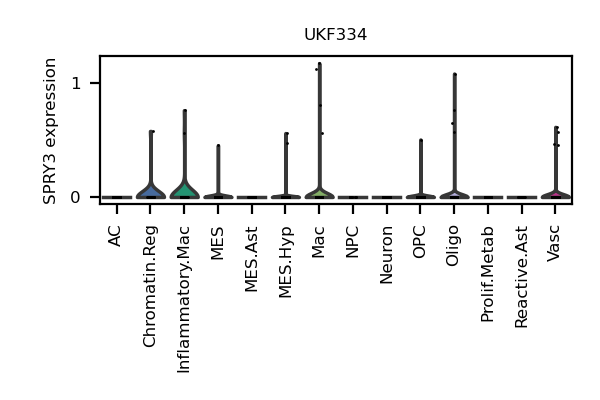 UKF334
SPRY3 expression
1
0
AC
Chromatin.Reg
Inflammatory.Mac
MES
MES.Ast
MES.Hyp
Mac
NPC
Neuron
OPC
Oligo
Prolif.Metab
Reactive.Ast
Vasc